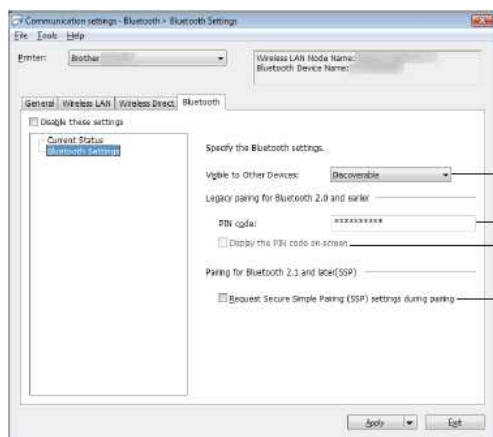 Communication settings - Bluetooth > Bluetooth Settings
File Tools Help
Printer: Brother
Wireless LAN Node Name:
Bluetooth Device Name:
General Wireless LAN Wireless Direct Bluetooth
Disable these settings
Current Status
Bluetooth Settings
Specify the Bluetooth settings.
Visible to Other Devices: Discoverable
Legacy pairing for Bluetooth 2.0 and earlier
PIN code: **********
Display the PIN code on screen
Pairing for Bluetooth 2.1 and later(SSP)
Request Secure Simple Pairing (SSP) settings during pairing
Apply Exit